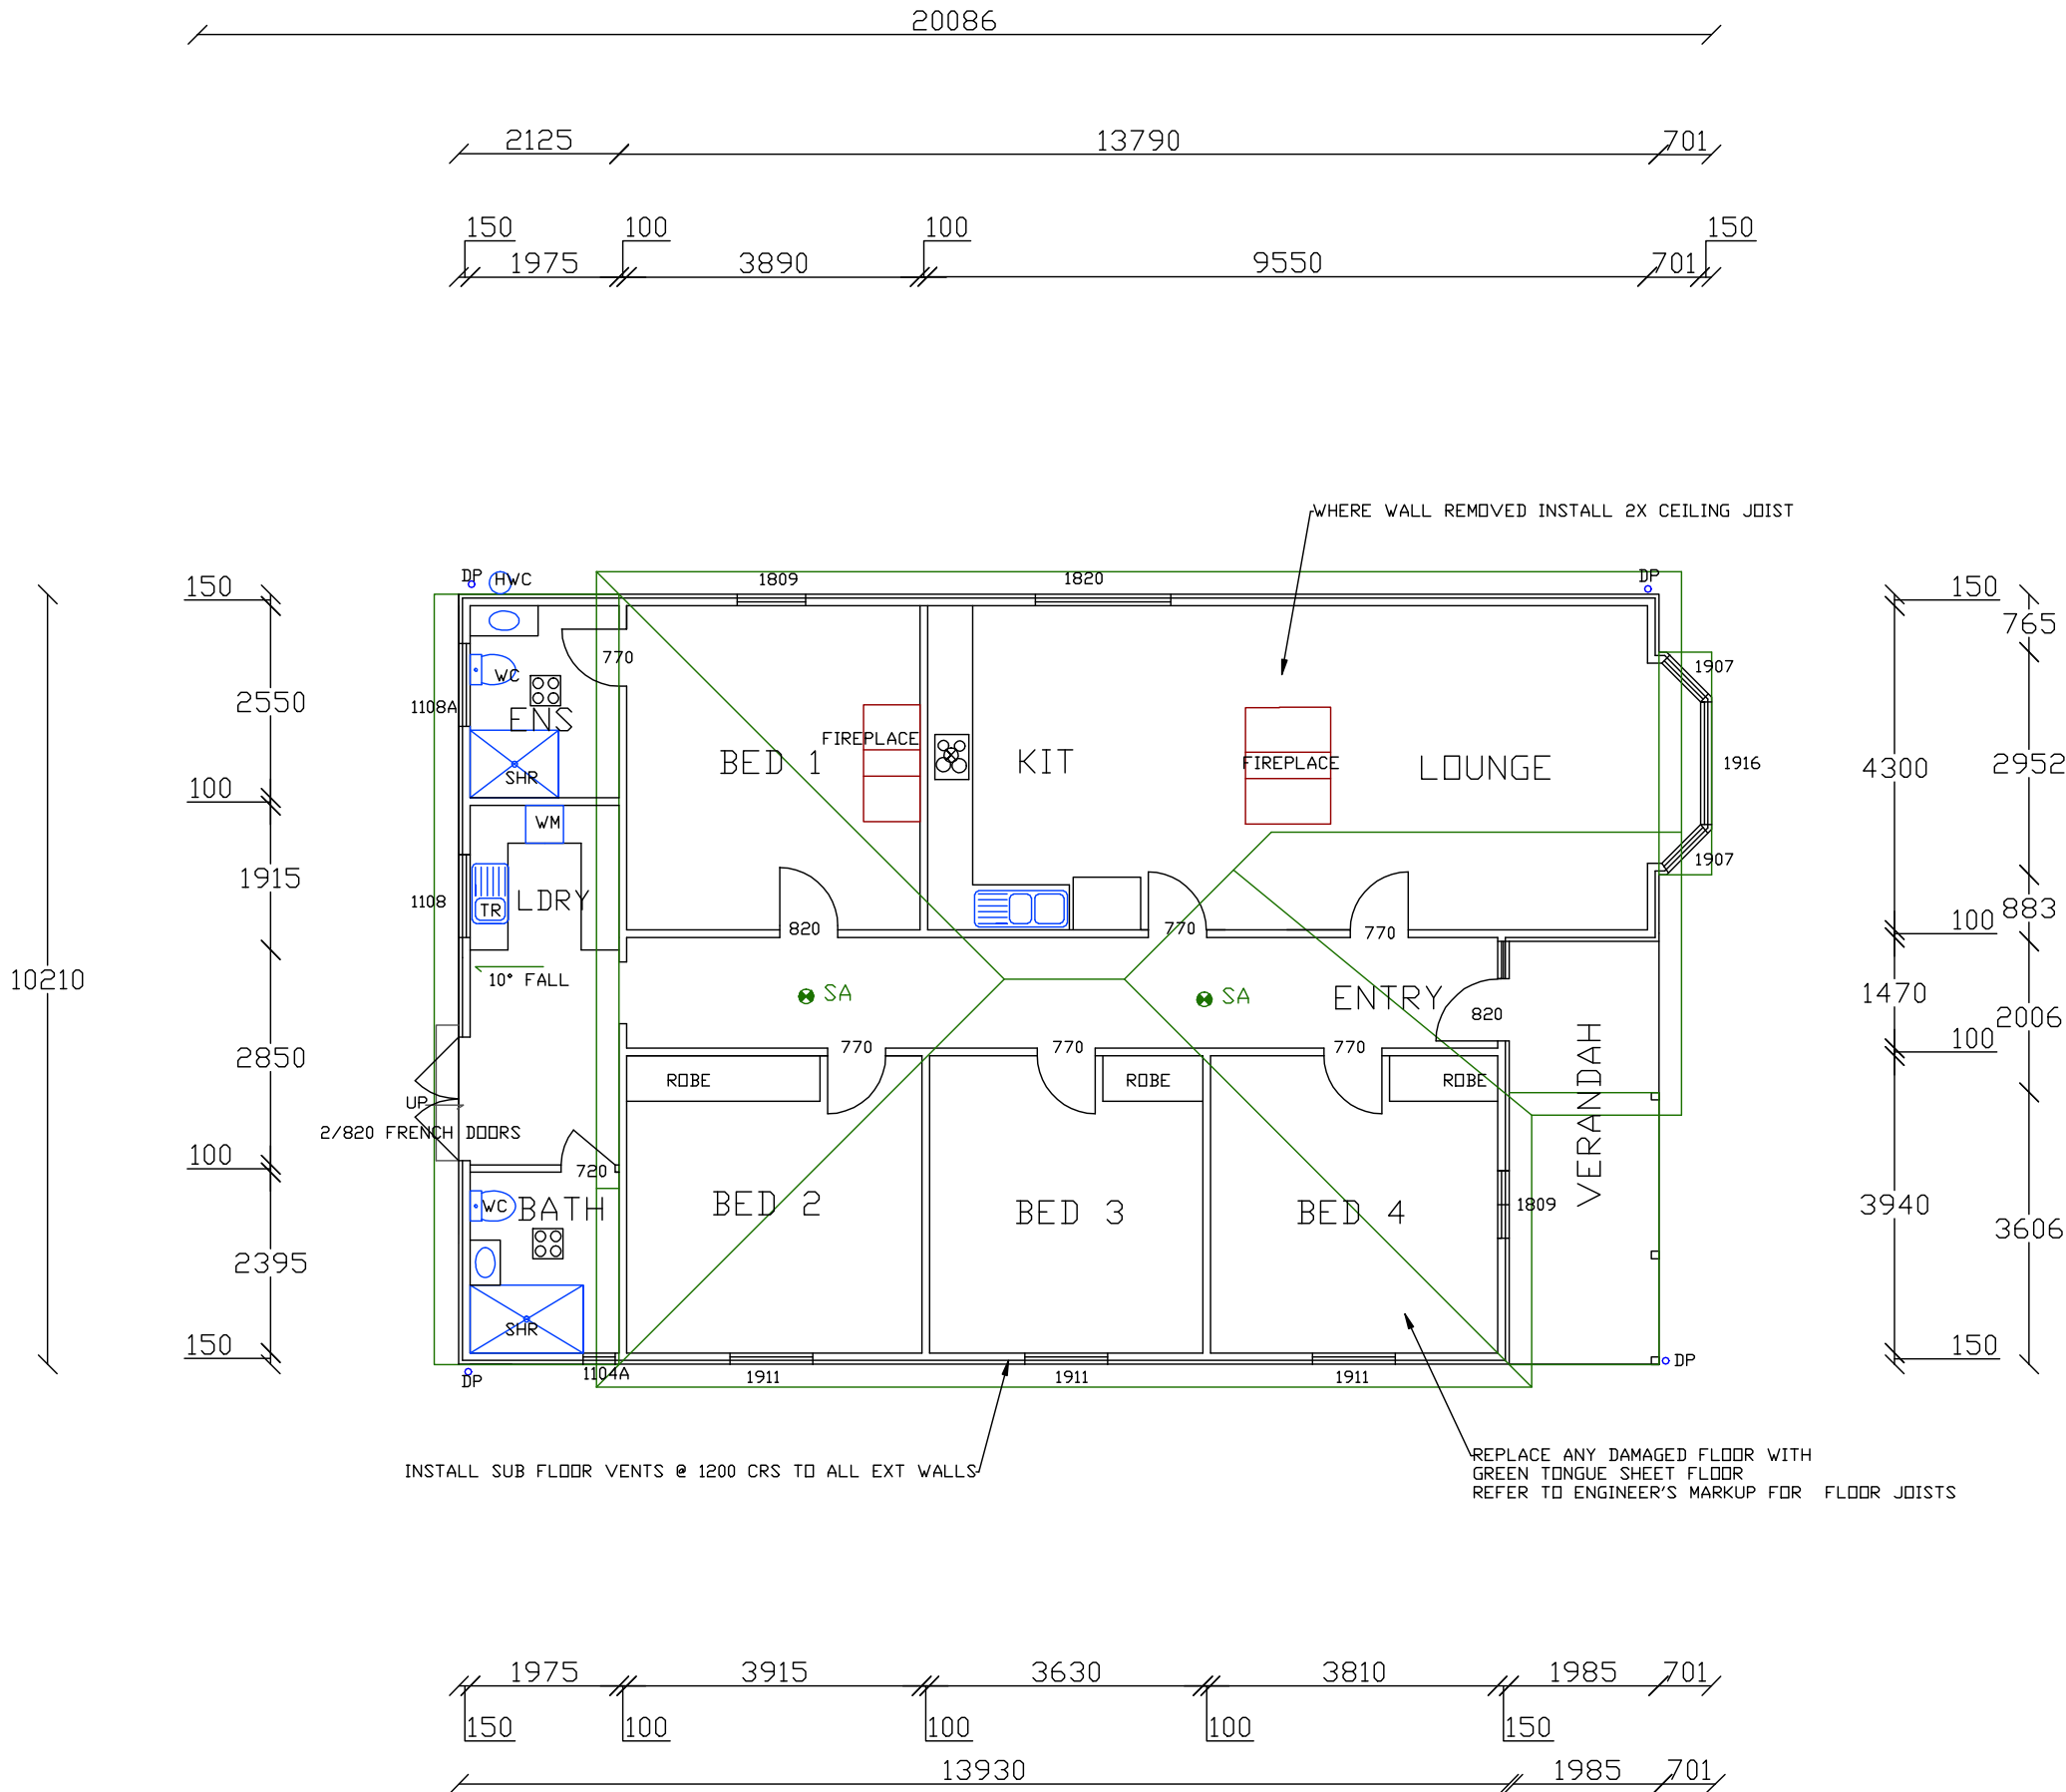 20086
2125
13790
701
150
100
100
150
1975
3890
9550
701
WHERE WALL REMOVED INSTALL 2X CEILING JOIST
DP
HWC
1809
1820
DP
150
150
765
770
1907
WC
2550
1108A
ENS
FIREPLACE
BED 1
KIT
FIREPLACE
LOUNGE
1916
4300
2952
SHR
100
WM
1907
1915
1108
TR
LDRY
820
770
770
883
100
10210
10° FALL
SA
SA
ENTRY
1470
820
2006
2850
770
770
770
100
ROBE
ROBE
ROBE
UP
2/820 FRENCH DOORS
VERANDAH
100
720
WC
BATH
BED 2
BED 3
BED 4
1809
3940
3606
2395
SHR
150
150
DP
DP
1104A
1911
1911
1911
INSTALL SUB FLOOR VENTS @ 1200 CRS TO ALL EXT WALLS
REPLACE ANY DAMAGED FLOOR WITH
GREEN TONGUE SHEET FLOOR
REFER TO ENGINEER'S MARKUP FOR FLOOR JOISTS
1975
3915
3630
3810
1985
701
150
100
100
100
150
13930
1985
701